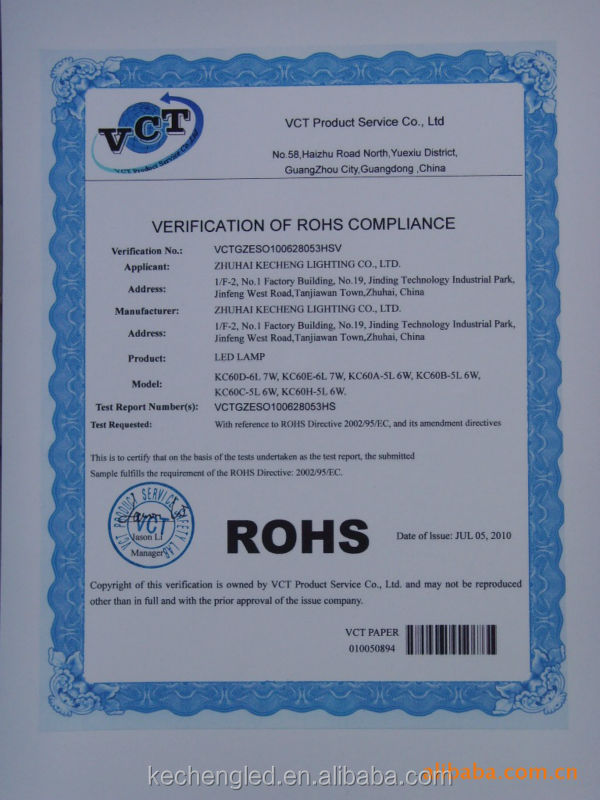 VCT
VCT Product Service Co.,Ltd
VCT Product Service Co., Ltd
No.58,Haizhu Road North,Yuexiu District,
GuangZhou City,Guangdong ,China
VERIFICATION OF ROHS COMPLIANCE
Verification No.: VCTGZESO100628053HSV
Applicant: ZHUHAI KECHENG LIGHTING CO., LTD.
Address: 1/F-2, No.1 Factory Building, No.19, Jinding Technology Industrial Park,
Jinfeng West Road,Tanjiawan Town,Zhuhai, China
Manufacturer: ZHUHAI KECHENG LIGHTING CO., LTD.
Address: 1/F-2, No.1 Factory Building, No.19, Jinding Technology Industrial Park,
Jinfeng West Road,Tanjiawan Town,Zhuhai, China
Product: LED LAMP
Model: KC60D-6L 7W, KC60E-6L 7W, KC60A-5L 6W, KC60B-5L 6W,
KC60C-5L 6W, KC60H-5L 6W.
Test Report Number(s): VCTGZESO100628053HS
Test Requested: With reference to ROHS Directive 2002/95/EC, and its amendment directives
This is to certify that on the basis of the tests undertaken as the test report, the submitted
Sample fulfills the requirement of the ROHS Directive: 2002/95/EC.
VCT PRODUCT SERVICE SAFETY LAB
VCT
Jason Li
Manager
ROHS
Date of Issue: JUL 05, 2010
Copyright of this verification is owned by VCT Product Service Co., Ltd. and may not be reproduced
other than in full and with the prior approval of the issue company.
VCT PAPER
010050894
alibaba.com.cn
kechengled.en.alibaba.com